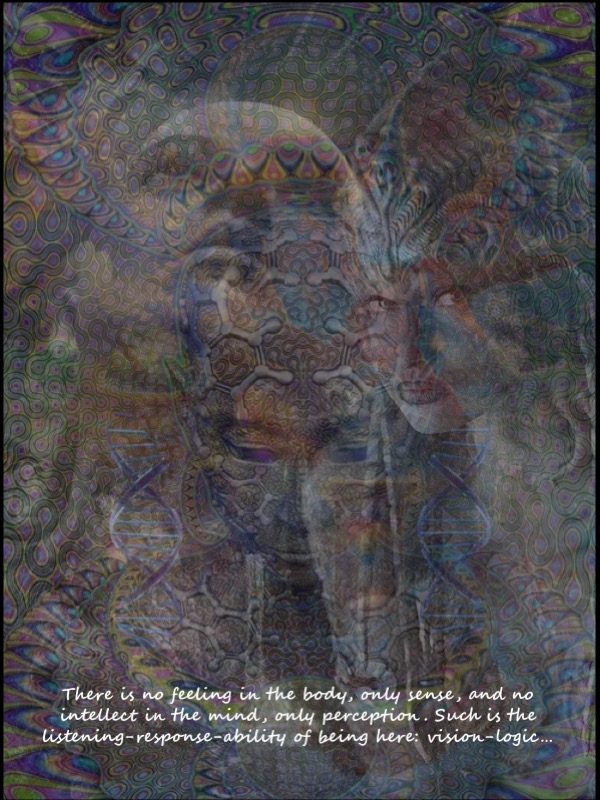 There is no feeling in the body, only sense, and no
intellect in the mind, only perception. Such is the
listening-response-ability of being here: vision-logic...